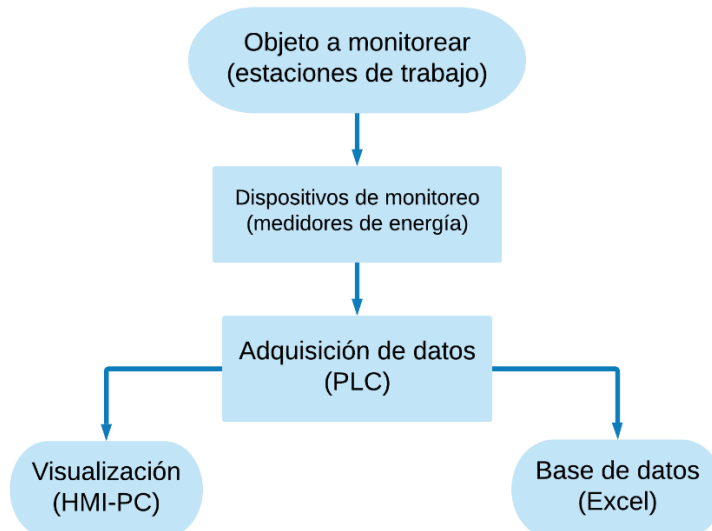 Objeto a monitorear
(estaciones de trabajo)
Dispositivos de monitoreo
(medidores de energía)
Adquisición de datos
(PLC)
Visualización
(HMI-PC)
Base de datos
(Excel)